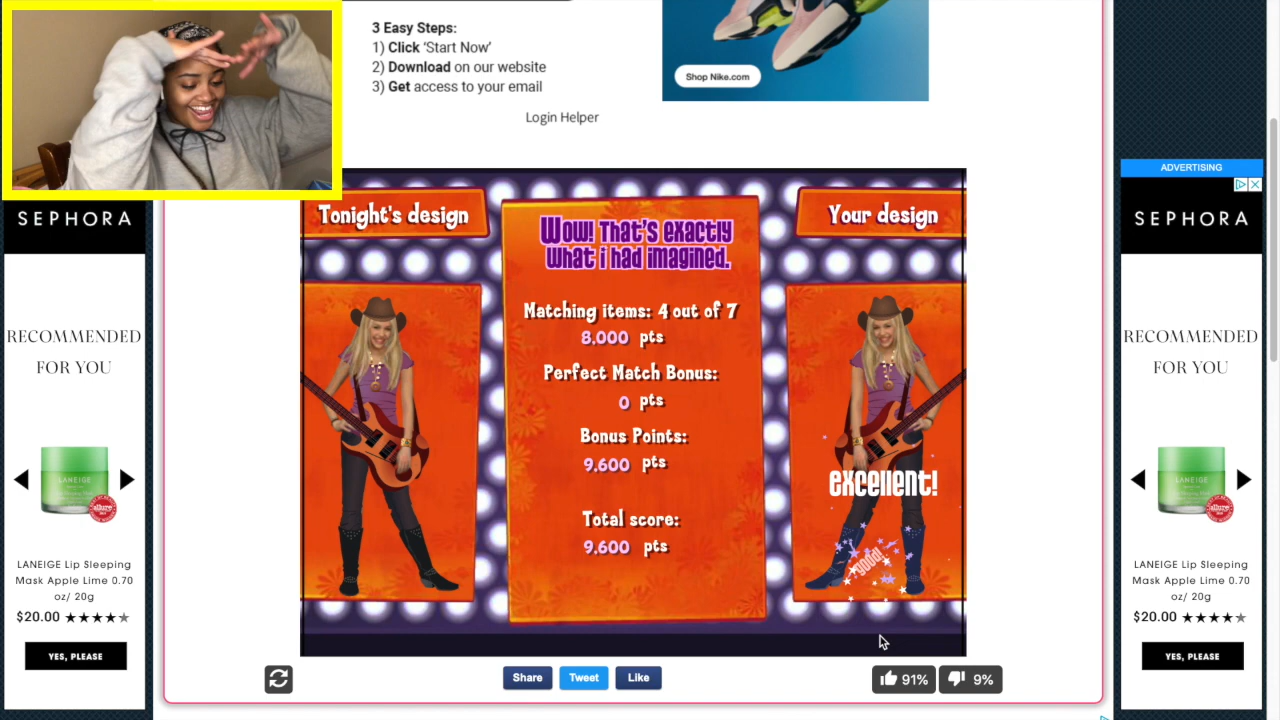 3 Easy Steps:
1) Click 'Start Now'
2) Download on our website
3) Get access to your email
Login Helper
Shop Nike.com
ADVERTISING
SEPHORA
RECOMMENDED
FOR YOU
LANEIGE
allure
LANEIGE Lip Sleeping
Mask Apple Lime 0.70
oz/ 20g
$20.00
YES, PLEASE
Tonight's design
Wow! That's exactly
what i had imagined.
Matching items: 4 out of 7
8,000 pts
Perfect Match Bonus:
0 pts
Bonus Points:
9,600 pts
Total score:
9,600 pts
Your design
excellent!
good!
Share
Tweet
Like
91%
9%
SEPHORA
RECOMMENDED
FOR YOU
LANEIGE
allure
LANEIGE Lip Sleeping
Mask Apple Lime 0.70
oz/ 20g
$20.00
YES, PLEASE